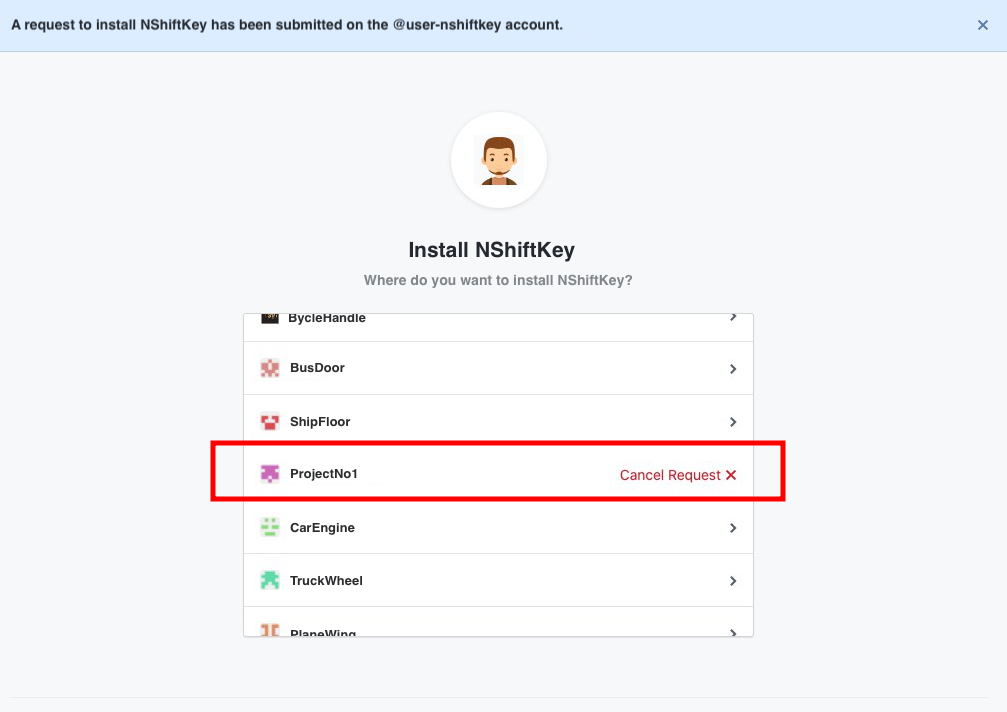 A request to install NShiftKey has been submitted on the @user-nshiftkey account.
Install NShiftKey
Where do you want to install NShiftKey?
BycleHandle
BusDoor
ShipFloor
ProjectNo1 Cancel Request
CarEngine
TruckWheel
PlaneWing